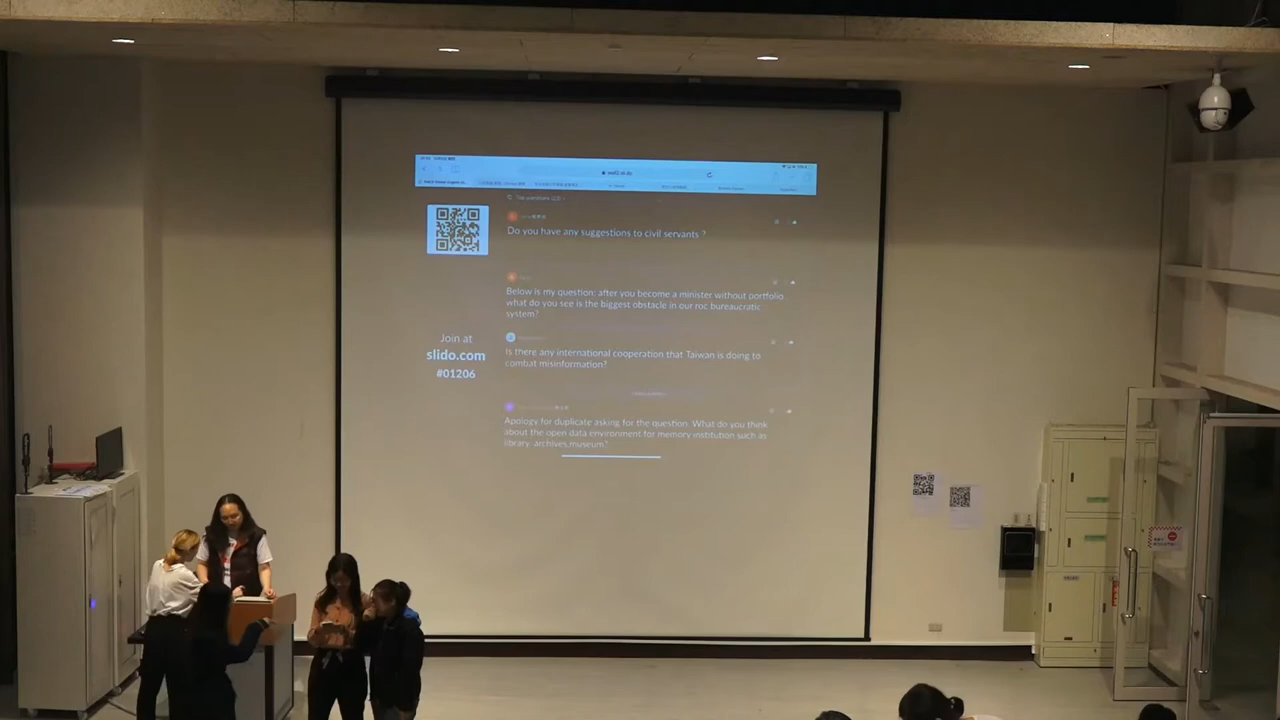 wall2.sli.do
Do you have any suggestions to civil servants ?
Below is my question: after you become a minister without portfolio
what do you see is the biggest obstacle in our roc bureaucratic
system?
Join at
slido.com
#01206
Is there any international cooperation that Taiwan is doing to
combat misinformation?
Apology for duplicate asking for the question: What do you think
about the open data environment for memory institution such as
library, archives,museum?